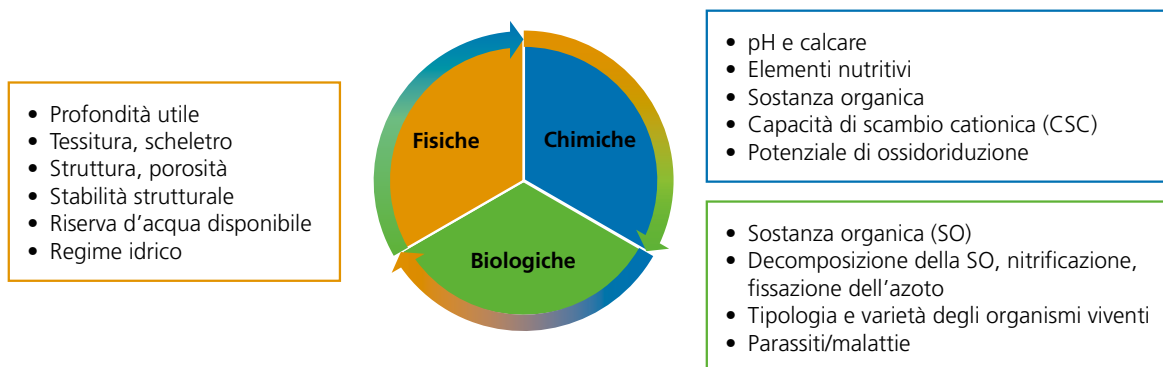 • Profondità utile
• Tessitura, scheletro
• Struttura, porosità
• Stabilità strutturale
• Riserva d’acqua disponibile
• Regime idrico
Fisiche
Chimiche
Biologiche
• pH e calcare
• Elementi nutritivi
• Sostanza organica
• Capacità di scambio cationica (CSC)
• Potenziale di ossidoriduzione
• Sostanza organica (SO)
• Decomposizione della SO, nitrificazione,
fissazione dell’azoto
• Tipologia e varietà degli organismi viventi
• Parassiti/malattie